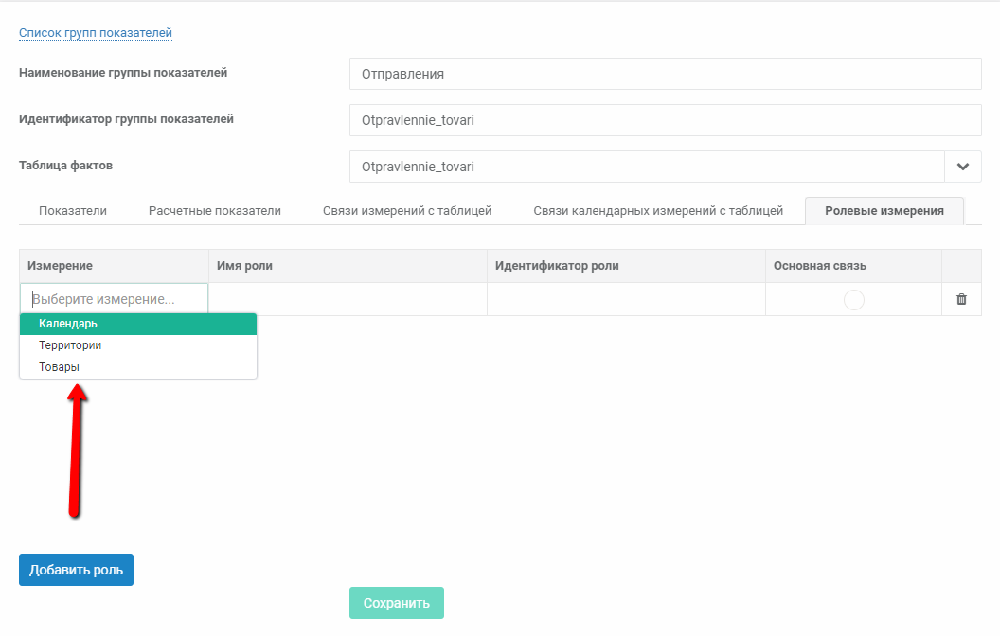 Список групп показателей
Наименование группы показателей
Отправления
Идентификатор группы показателей
Otpravlennie_tovari
Таблица фактов
Otpravlennie_tovari
Показатели Расчетные показатели Связи измерений с таблицей Связи календарных измерений с таблицей Ролевые измерения
Измерение Имя роли Идентификатор роли Основная связь
Выберите измерение...
Календарь
Территории
Товары
Добавить роль
Сохранить